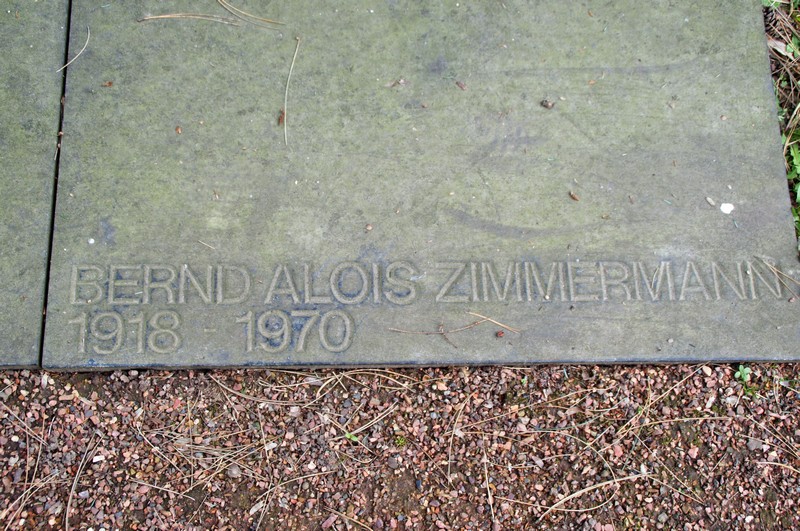 BERND ALOIS ZIMMERMANN
1918 - 1970